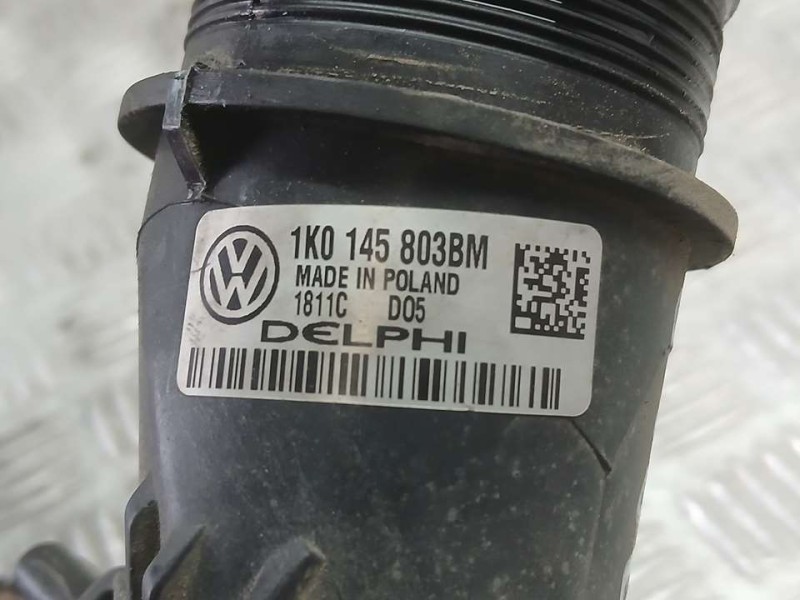 1K0 145 803BM
MADE IN POLAND
1811C D05
DELPHI